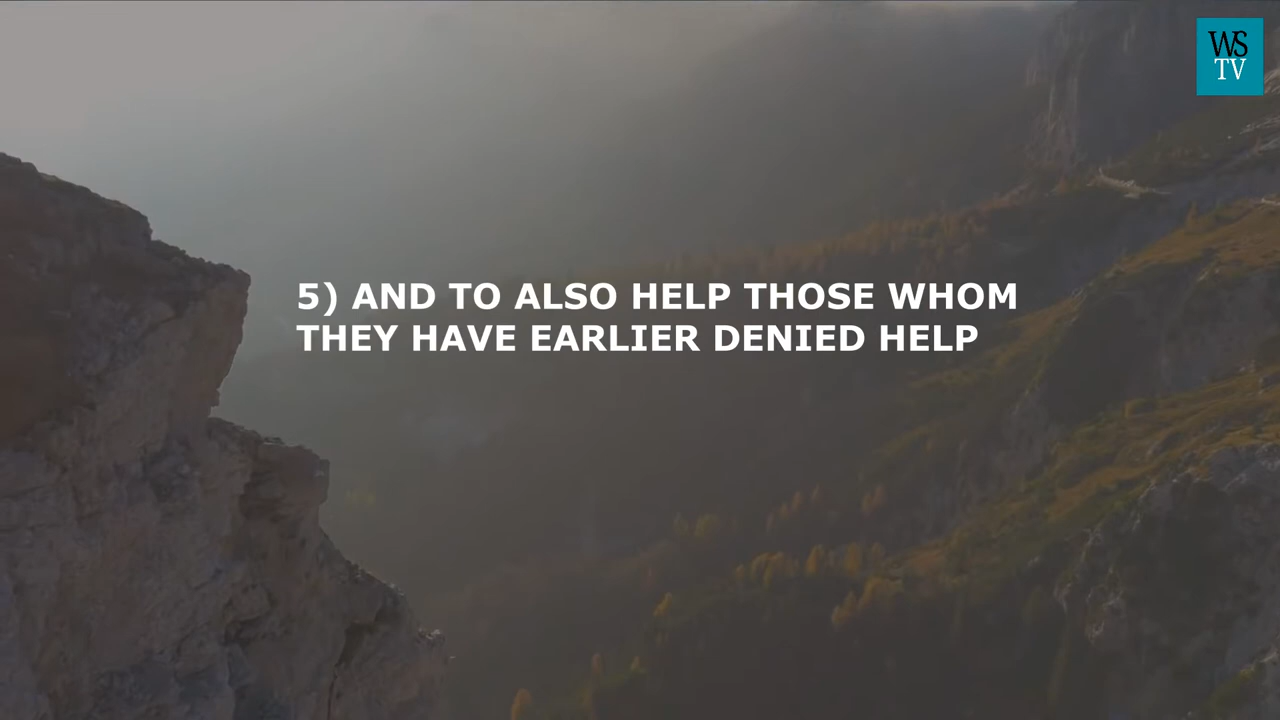 WS
TV
5) AND TO ALSO HELP THOSE WHOM
THEY HAVE EARLIER DENIED HELP